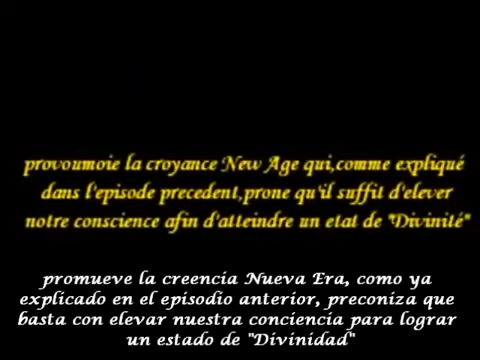 provoumoie la croyance New Age qui,comme expliqué
dans l'episode precedent,prone qu'il suffit d'elever
notre conscience afin d'atteindre un etat de "Divinité"
promueve la creencia Nueva Era, como ya
explicado en el episodio anterior, preconiza que
basta con elevar nuestra conciencia para lograr
un estado de "Divinidad"